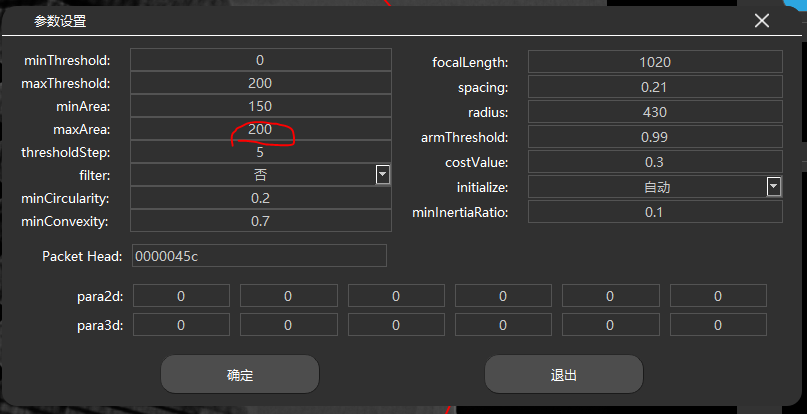 参数设置
minThreshold: 0
maxThreshold: 200
minArea: 150
maxArea: 200
thresholdStep: 5
filter: 否
minCircularity: 0.2
minConvexity: 0.7
focalLength: 1020
spacing: 0.21
radius: 430
armThreshold: 0.99
costValue: 0.3
initialize: 自动
minInertiaRatio: 0.1
Packet Head: 0000045c
para2d: 0 0 0 0 0 0
para3d: 0 0 0 0 0 0
确定 退出